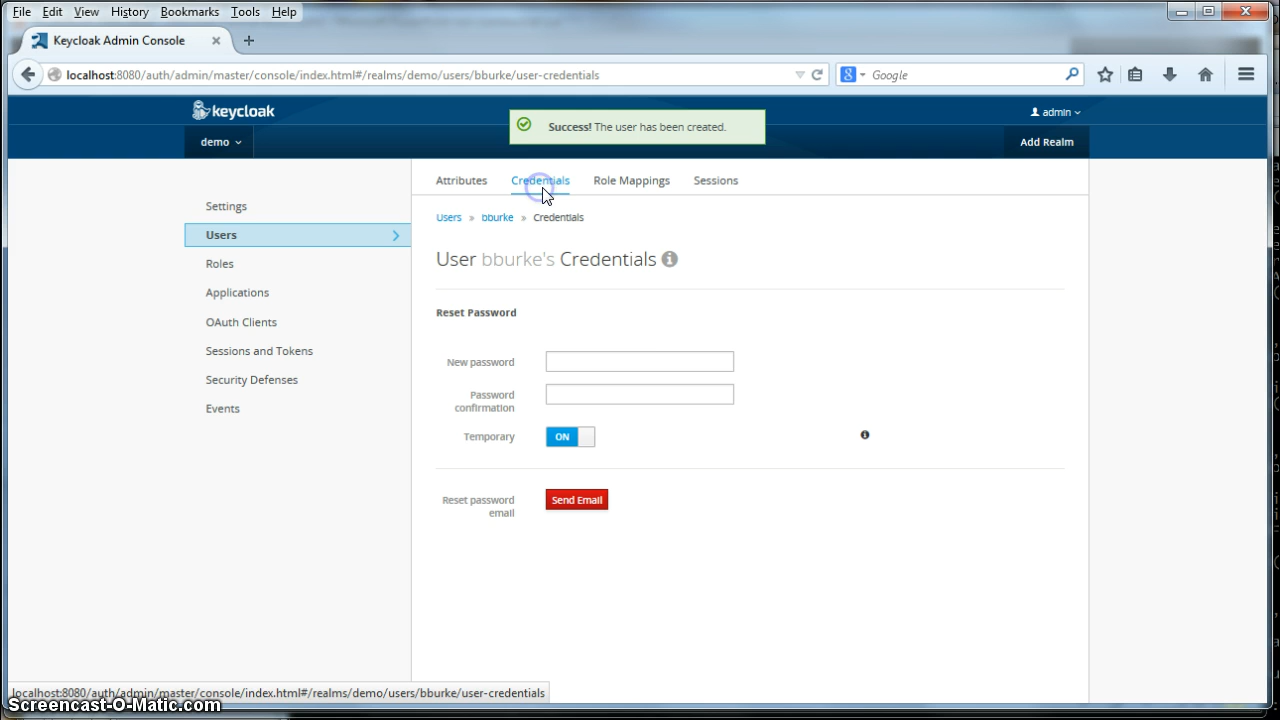 File Edit View History Bookmarks Tools Help
Keycloak Admin Console
localhost:8080/auth/admin/master/console/index.html#/realms/demo/users/bburke/user-credentials
Google
keycloak
Success! The user has been created.
admin
demo
Add Realm
Attributes Credentials Role Mappings Sessions
Settings
Users
Roles
Applications
OAuth Clients
Sessions and Tokens
Security Defenses
Events
Users » bburke » Credentials
User bburke's Credentials
Reset Password
New password
Password
confirmation
Temporary ON
Reset password
email
Send Email
localhost:8080/auth/admin/master/console/index.html#/realms/demo/users/bburke/user-credentials
Screencast-O-Matic.com